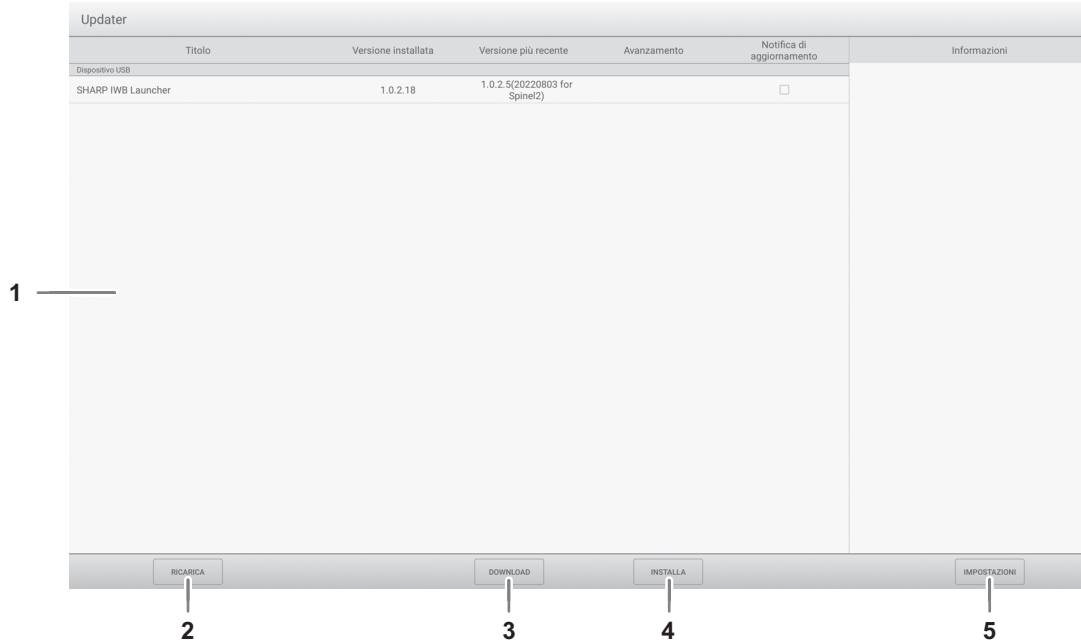 Updater
Titolo Versione installata Versione più recente Avanzamento Notifica di aggiornamento Informazioni
Dispositivo USB
SHARP IWB Launcher 1.0.2.18 1.0.2.5(20220803 for Spinel2)
1
RICARICA DOWNLOAD INSTALLA IMPOSTAZIONI
2 3 4 5